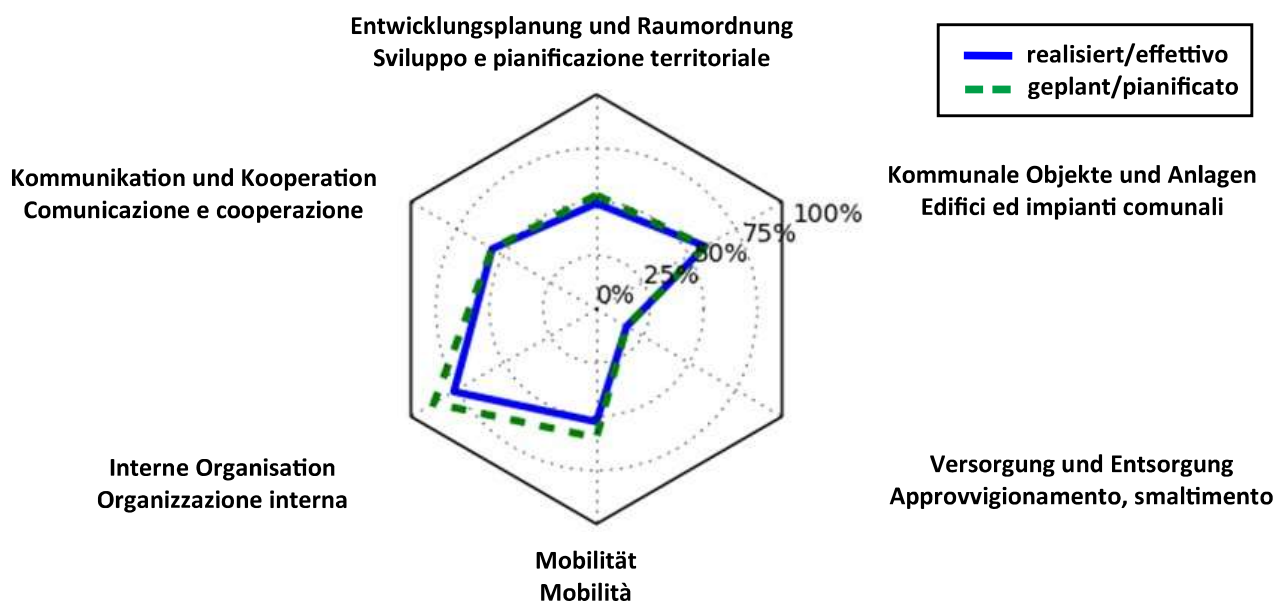 Entwicklungsplanung und Raumordnung
Sviluppo e pianificazione territoriale
realisiert/effettivo
geplant/pianificato
Kommunikation und Kooperation
Comunicazione e cooperazione
Kommunale Objekte und Anlagen
Edifici ed impianti comunali
100%
75%
50%
25%
0%
Interne Organisation
Organizzazione interna
Versorgung und Entsorgung
Approvvigionamento, smaltimento
Mobilität
Mobilità